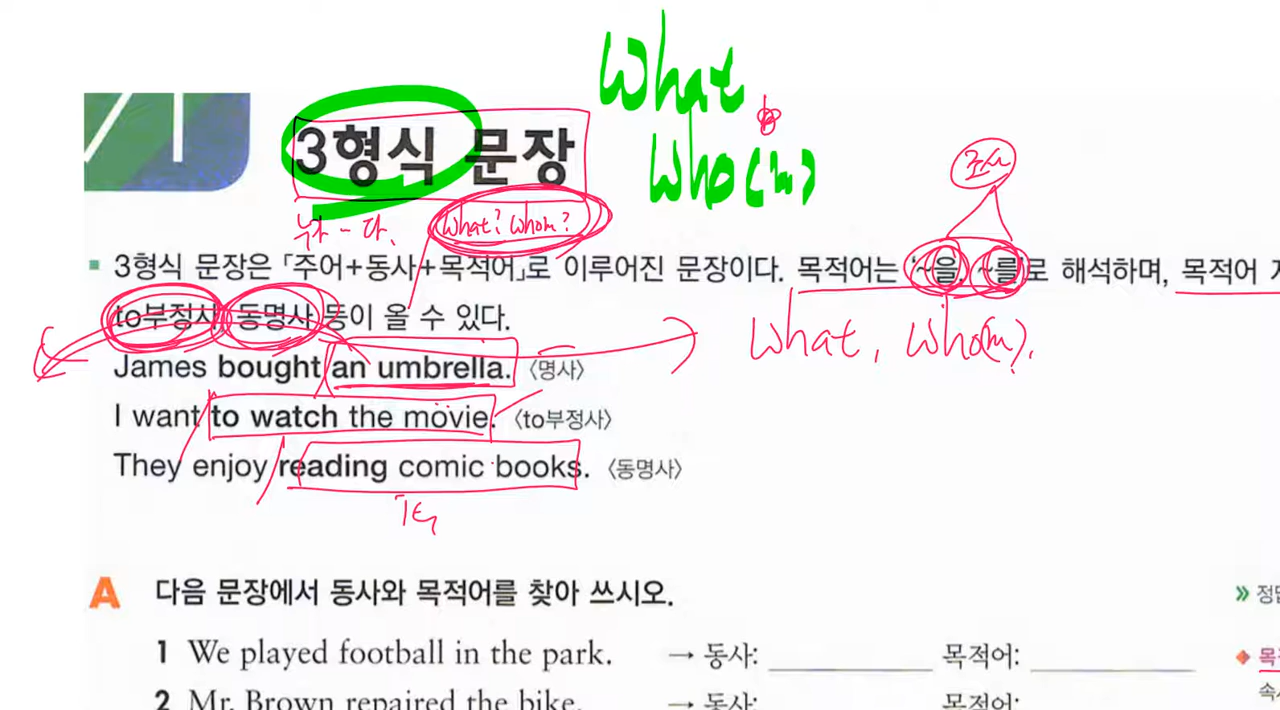 What
Who(m)
3형식 문장
조사
누가 - 다. What? Whom?
3형식 문장은 「주어+동사+목적어」로 이루어진 문장이다. 목적어는 '~을, ~를'로 해석하며, 목적어
to부정사, 동명사 등이 올 수 있다.
What, Who(m).
James bought an umbrella. 〈명사〉
I want to watch the movie. 〈to부정사〉
They enjoy reading comic books. 〈동명사〉
A 다음 문장에서 동사와 목적어를 찾아 쓰시오.
1 We played football in the park. → 동사: 목적어:
2 Mr. Brown repaired the bike. → 동사: 목적어: